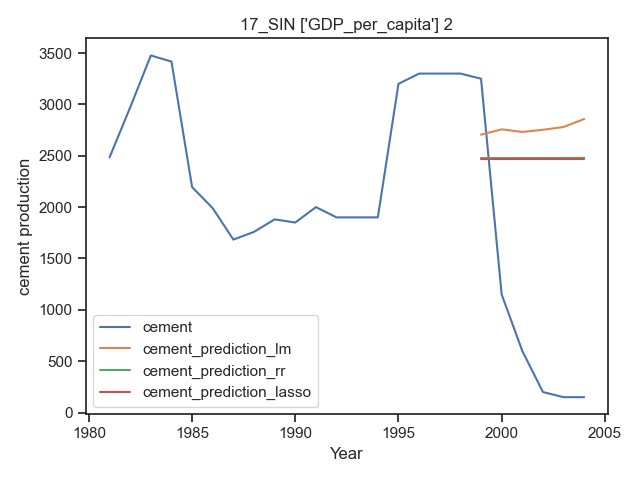 17_SIN ['GDP_per_capita'] 2
cement production
3500
3000
2500
2000
1500
1000
500
0
cement
cement_prediction_lm
cement_prediction_rr
cement_prediction_lasso
1980 1985 1990 1995 2000 2005
Year